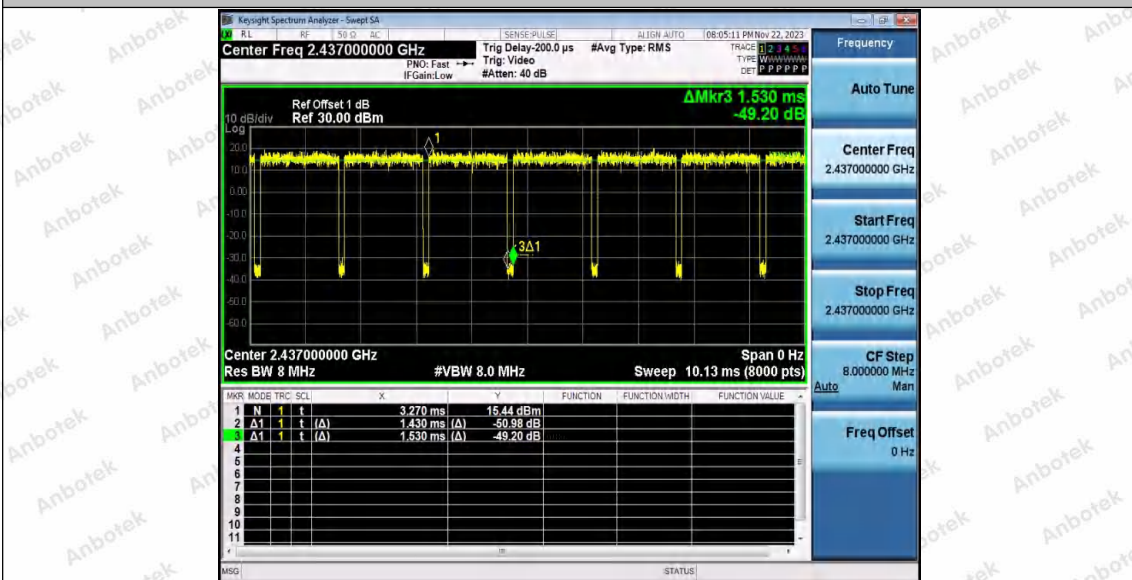 Keysight Spectrum Analyzer - Swept SA
RL RF 50 Ω AC SENSE:PULSE ALIGN AUTO 08:05:11 PM Nov 22, 2023
Center Freq 2.437000000 GHz Trig Delay-200.0 µs #Avg Type: RMS TRACE 1 2 3 4 5 6
PNO: Fast Trig: Video TYPE WWWWWW
IFGain:Low #Atten: 40 dB DET P P P P P P
ΔMkr3 1.530 ms
-49.20 dB
Ref Offset 1 dB
10 dB/div Ref 30.00 dBm
Log
20.0
10.0
0.00
-10.0
-20.0
-30.0
-40.0
-50.0
-60.0
1
3Δ1
Center 2.437000000 GHz Span 0 Hz
Res BW 8 MHz #VBW 8.0 MHz Sweep 10.13 ms (8000 pts)
MKR MODE TRC SCL X Y FUNCTION FUNCTION WIDTH FUNCTION VALUE
1 N 1 t 3.270 ms 15.44 dBm
2 Δ1 1 t (Δ) 1.430 ms (Δ) -50.98 dB
3 Δ1 1 t (Δ) 1.530 ms (Δ) -49.20 dB
4
5
6
7
8
9
10
11
MSG STATUS
Frequency
Auto Tune
Center Freq
2.437000000 GHz
Start Freq
2.437000000 GHz
Stop Freq
2.437000000 GHz
CF Step
8.000000 MHz
Auto Man
Freq Offset
0 Hz
Anbotek